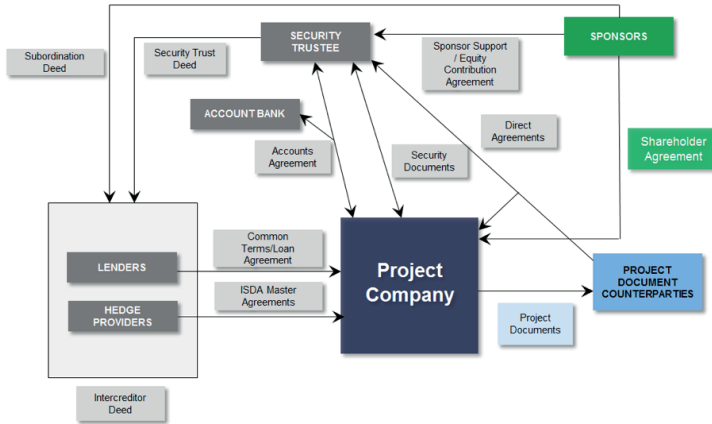 SECURITY
TRUSTEE
SPONSORS
Subordination
Deed
Security Trust
Deed
Sponsor Support
/ Equity
Contribution
Agreement
ACCOUNT BANK
Direct
Agreements
Accounts
Agreement
Security
Documents
Shareholder
Agreement
Common
Terms/Loan
Agreement
LENDERS
Project
Company
PROJECT
DOCUMENT
COUNTERPARTIES
ISDA Master
Agreements
HEDGE
PROVIDERS
Project
Documents
Intercreditor
Deed